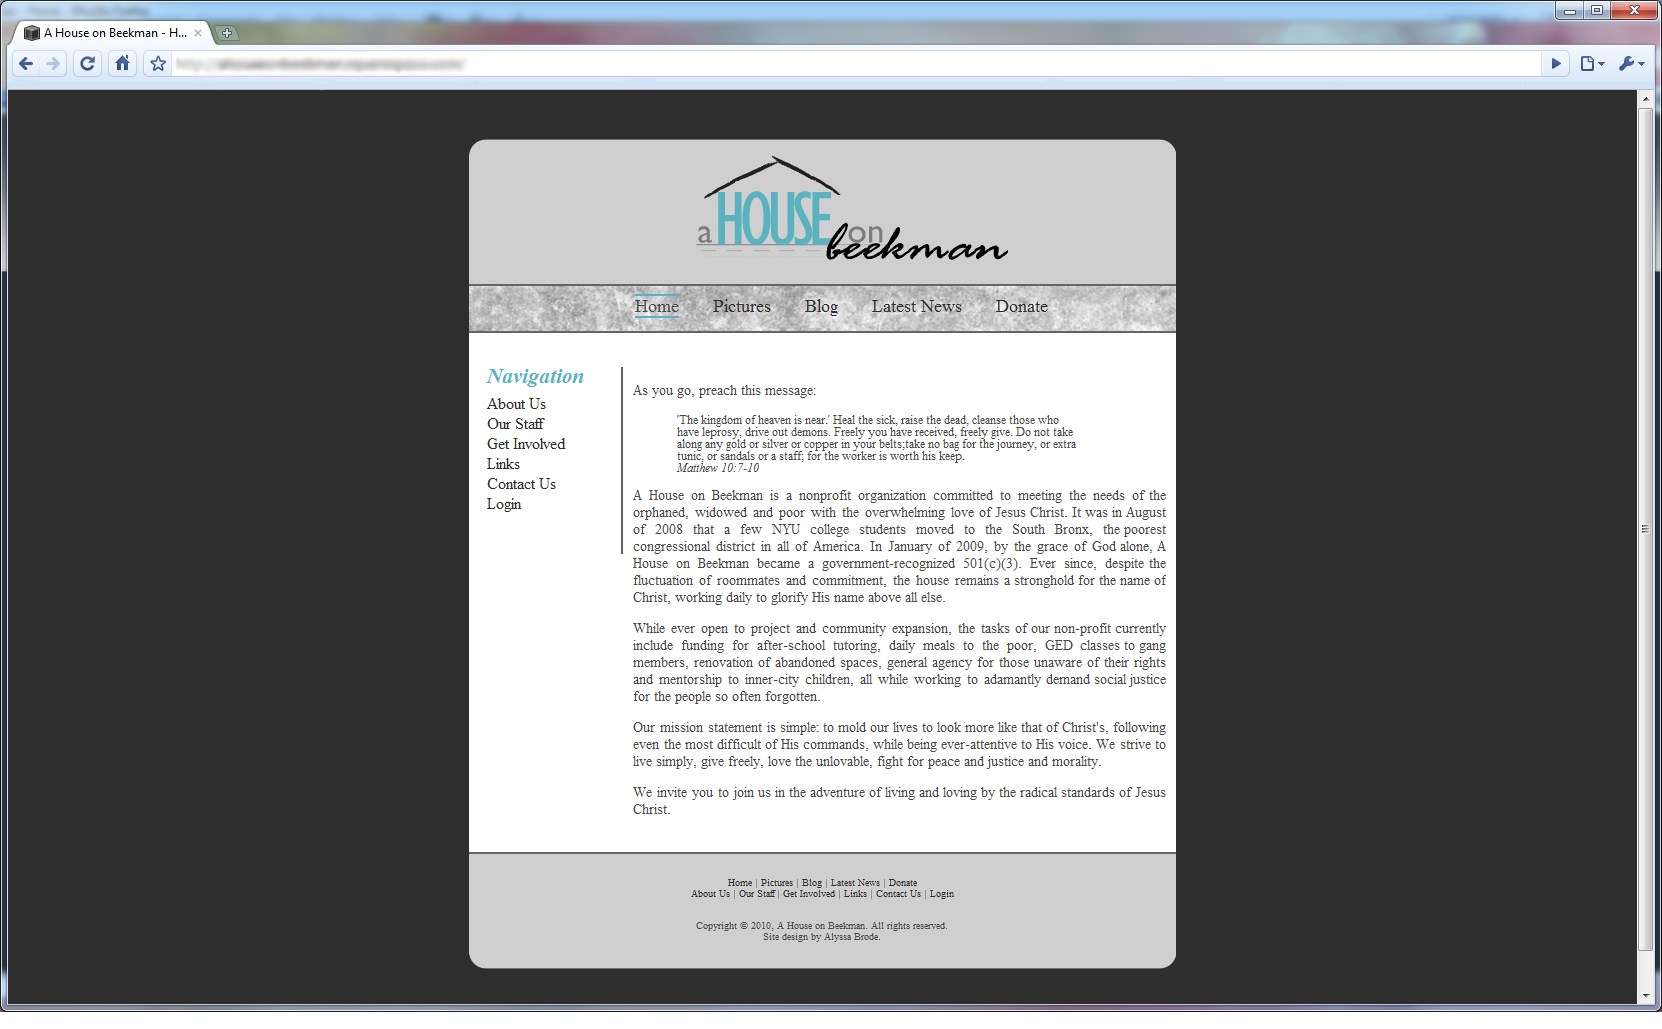 A House on Beekman - H...
a HOUSE on
beekman
Home Pictures Blog Latest News Donate
Navigation
About Us
Our Staff
Get Involved
Links
Contact Us
Login
As you go, preach this message:
'The kingdom of heaven is near.' Heal the sick, raise the dead, cleanse those who
have leprosy, drive out demons. Freely you have received, freely give. Do not take
along any gold or silver or copper in your belts;take no bag for the journey, or extra
tunic, or sandals or a staff; for the worker is worth his keep.
Matthew 10:7-10
A House on Beekman is a nonprofit organization committed to meeting the needs of the
orphaned, widowed and poor with the overwhelming love of Jesus Christ. It was in August
of 2008 that a few NYU college students moved to the South Bronx, the poorest
congressional district in all of America. In January of 2009, by the grace of God alone, A
House on Beekman became a government-recognized 501(c)(3). Ever since, despite the
fluctuation of roommates and commitment, the house remains a stronghold for the name of
Christ, working daily to glorify His name above all else.
While ever open to project and community expansion, the tasks of our non-profit currently
include funding for after-school tutoring, daily meals to the poor, GED classes to gang
members, renovation of abandoned spaces, general agency for those unaware of their rights
and mentorship to inner-city children, all while working to adamantly demand social justice
for the people so often forgotten.
Our mission statement is simple: to mold our lives to look more like that of Christ's, following
even the most difficult of His commands, while being ever-attentive to His voice. We strive to
live simply, give freely, love the unlovable, fight for peace and justice and morality.
We invite you to join us in the adventure of living and loving by the radical standards of Jesus
Christ.
Home | Pictures | Blog | Latest News | Donate
About Us | Our Staff | Get Involved | Links | Contact Us | Login
Copyright © 2010, A House on Beekman. All rights reserved.
Site design by Alyssa Brode.